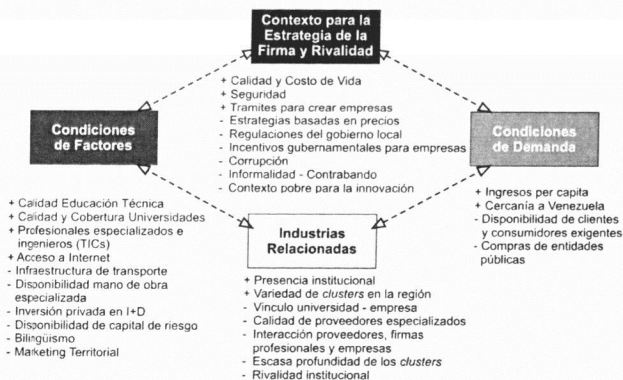 Contexto para la
Estrategia de la
Firma y Rivalidad
+ Calidad y Costo de Vida
+ Seguridad
+ Tramites para crear empresas
- Estrategias basadas en precios
- Regulaciones del gobierno local
- Incentivos gubernamentales para empresas
- Corrupción
- Informalidad - Contrabando
- Contexto pobre para la innovación
Condiciones
de Factores
+ Calidad Educación Técnica
+ Calidad y Cobertura Universidades
+ Profesionales especializados e
ingenieros (TICs)
+ Acceso a Internet
- Infraestructura de transporte
- Disponibilidad mano de obra
especializada
- Inversión privada en I+D
- Disponibilidad de capital de riesgo
- Bilingüismo
- Marketing Territorial
Condiciones
de Demanda
+ Ingresos per capita
+ Cercanía a Venezuela
- Disponibilidad de clientes
y consumidores exigentes
- Compras de entidades
públicas
Industrias
Relacionadas
+ Presencia institucional
+ Variedad de clusters en la región
- Vinculo universidad - empresa
- Calidad de proveedores especializados
- Interacción proveedores, firmas
profesionales y empresas
- Escasa profundidad de los clusters
- Rivalidad institucional